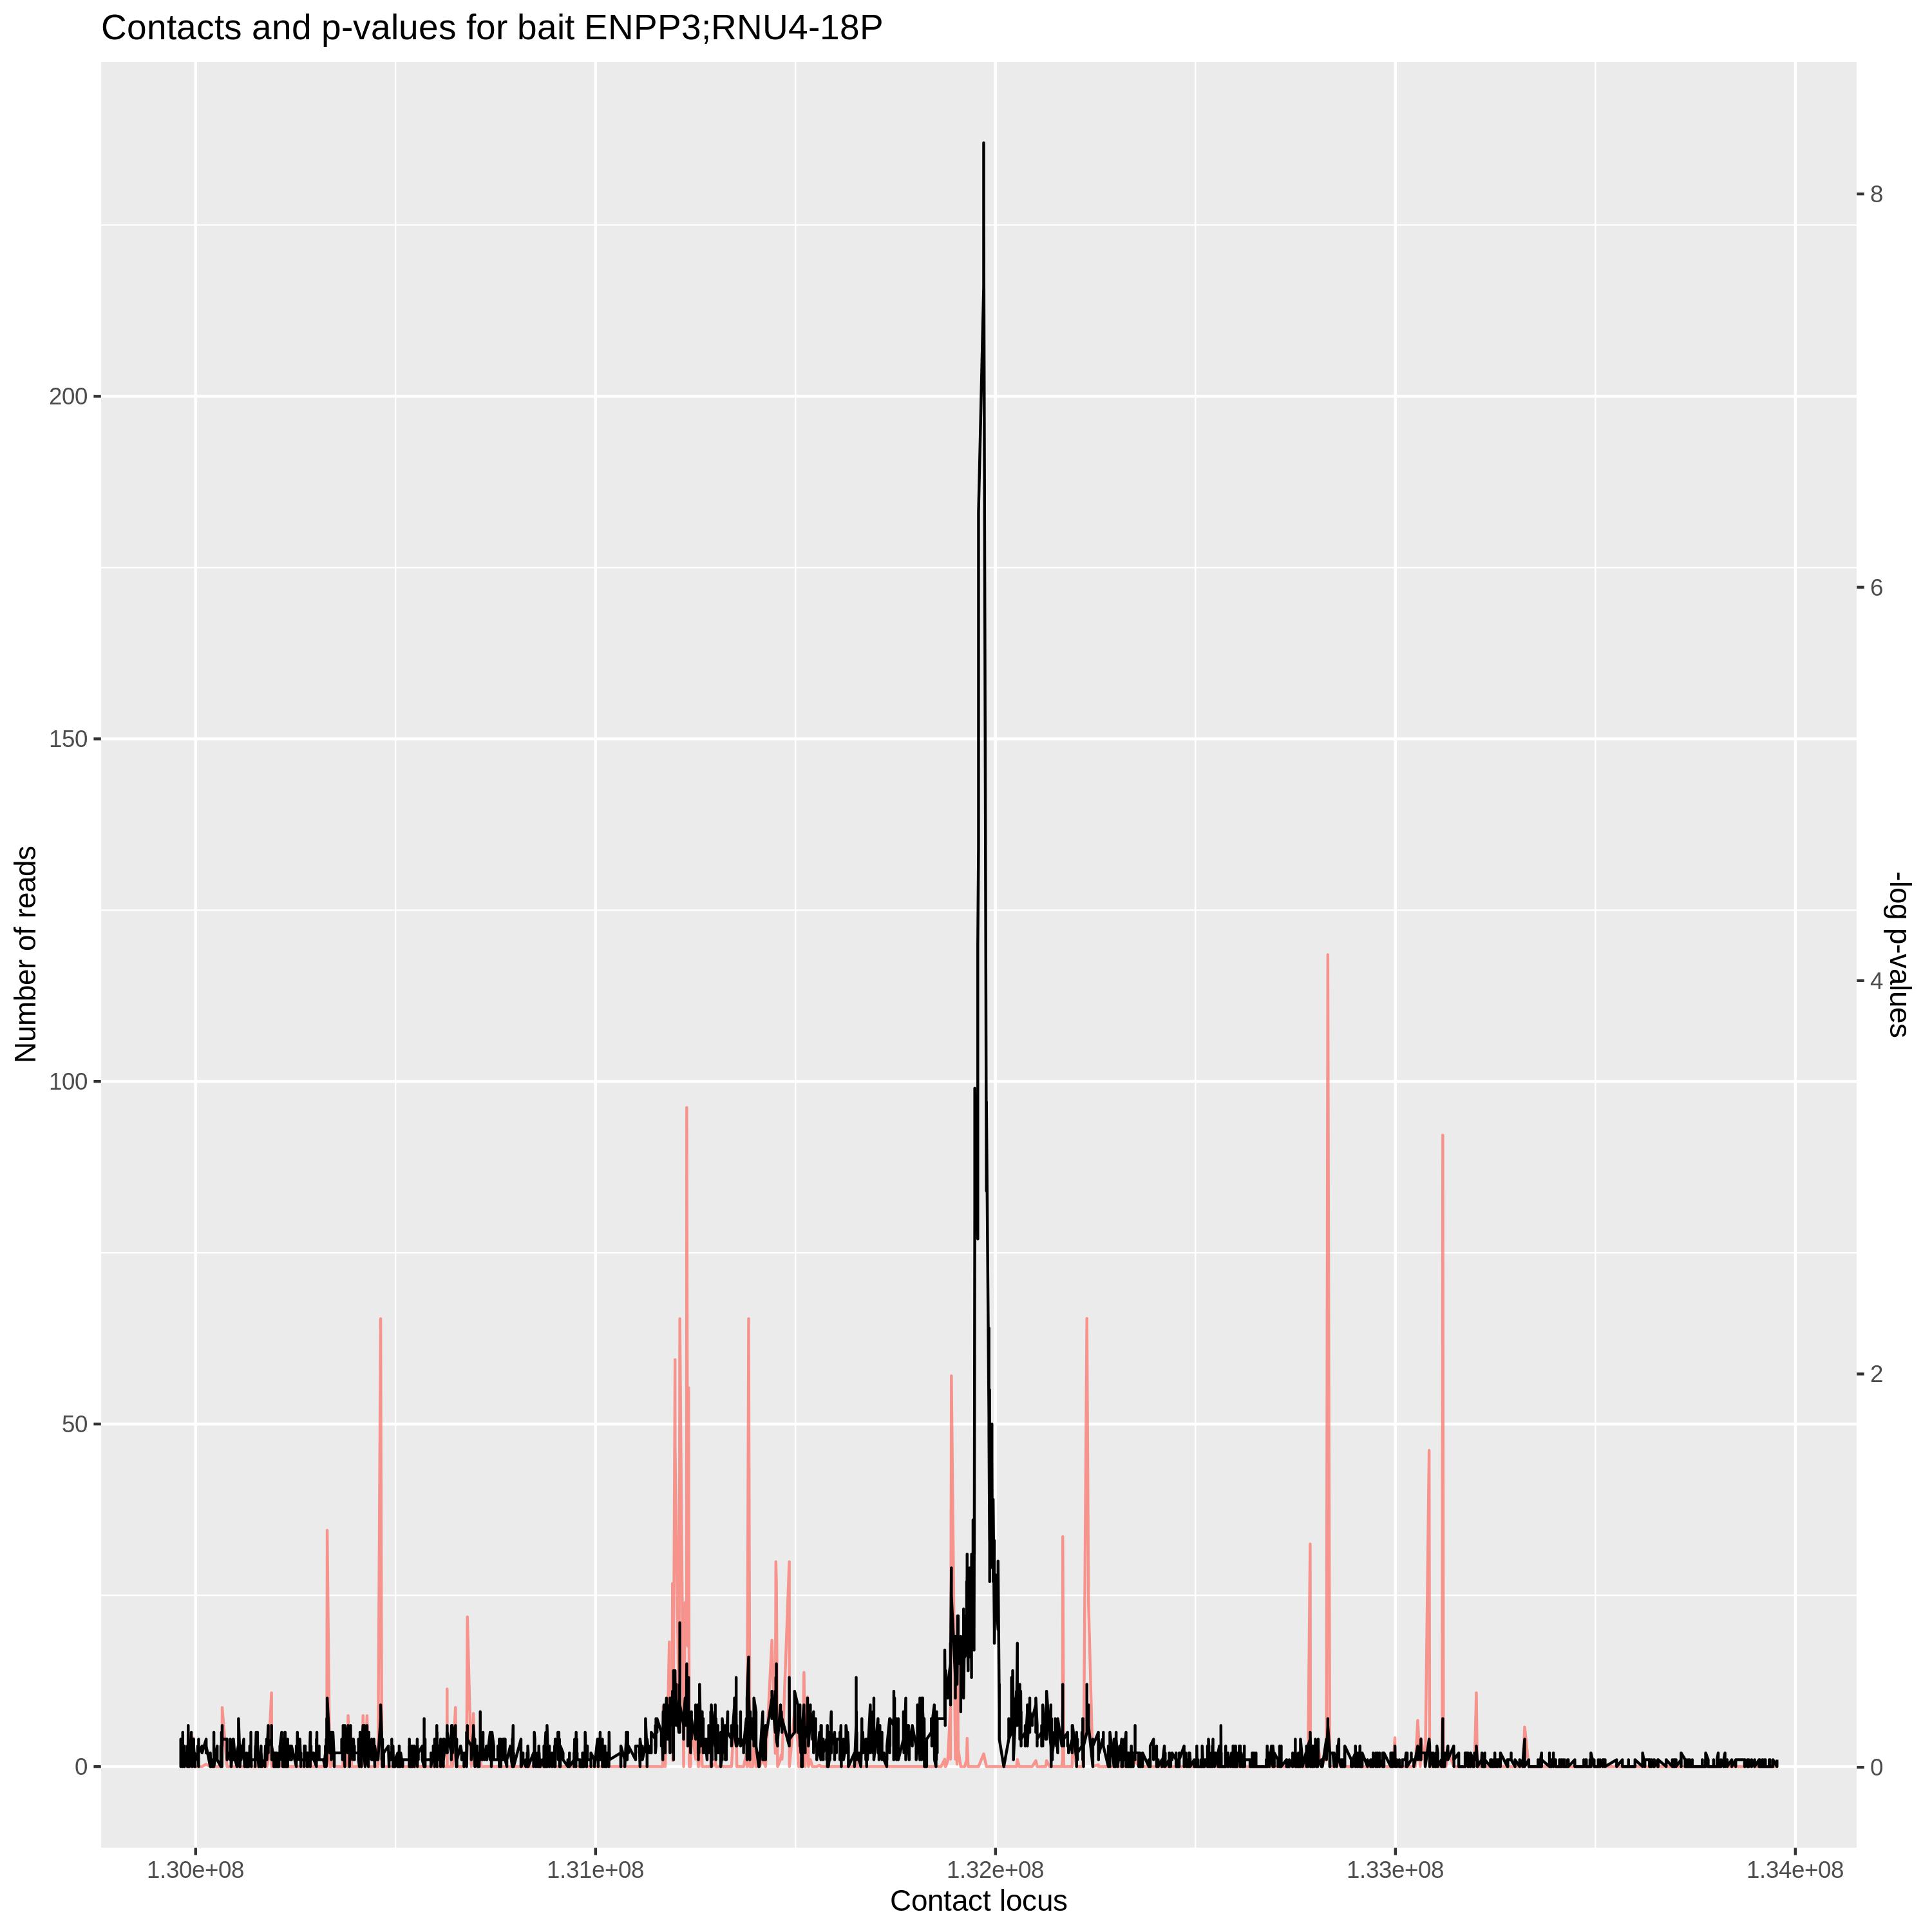 Contacts and p-values for bait ENPP3;RNU4-18P
Number of reads
200
150
100
50
0
8
6
4
2
0
-log p-values
1.30e+08 1.31e+08 1.32e+08 1.33e+08 1.34e+08
Contact locus